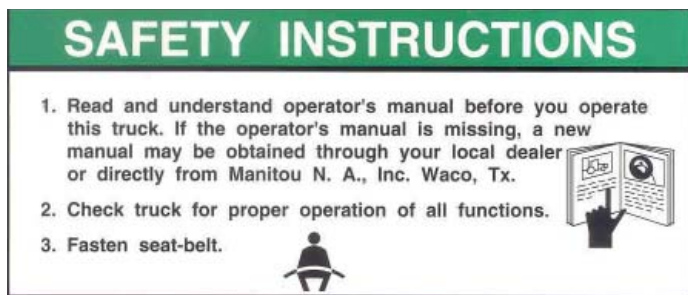 SAFETY INSTRUCTIONS
1. Read and understand operator's manual before you operate
this truck. If the operator's manual is missing, a new
manual may be obtained through your local dealer
or directly from Manitou N. A., Inc. Waco, Tx.
2. Check truck for proper operation of all functions.
3. Fasten seat-belt.